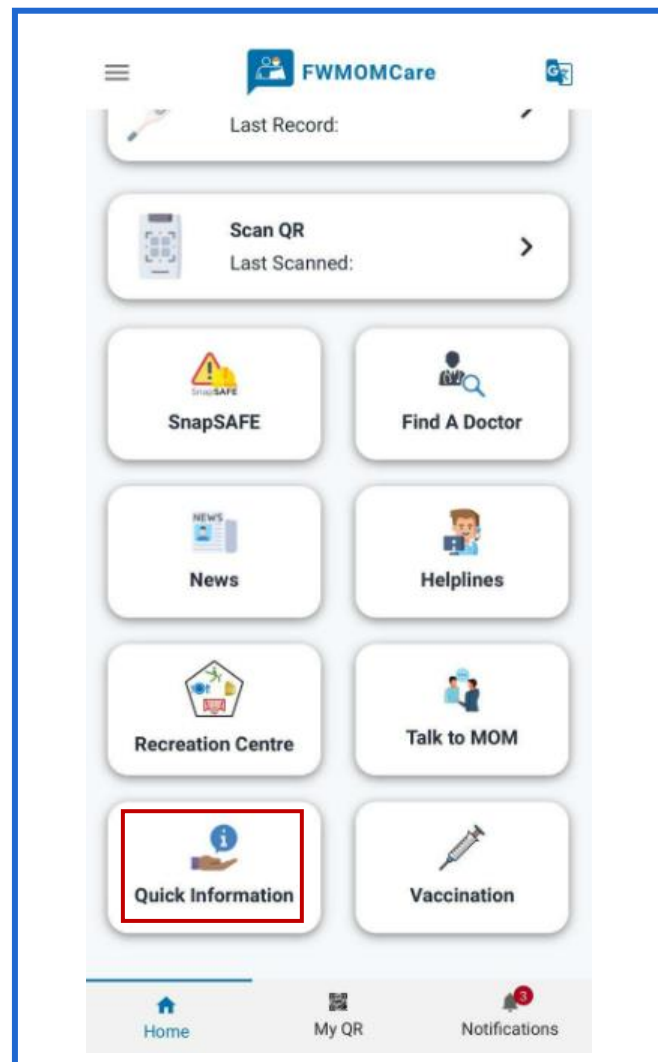 FWMOMCare
Last Record:
Scan QR
Last Scanned:
SnapSAFE
SnapSAFE
Find A Doctor
NEWS
News
Helplines
Recreation Centre
Talk to MOM
Quick Information
Vaccination
3
Home
My QR
Notifications